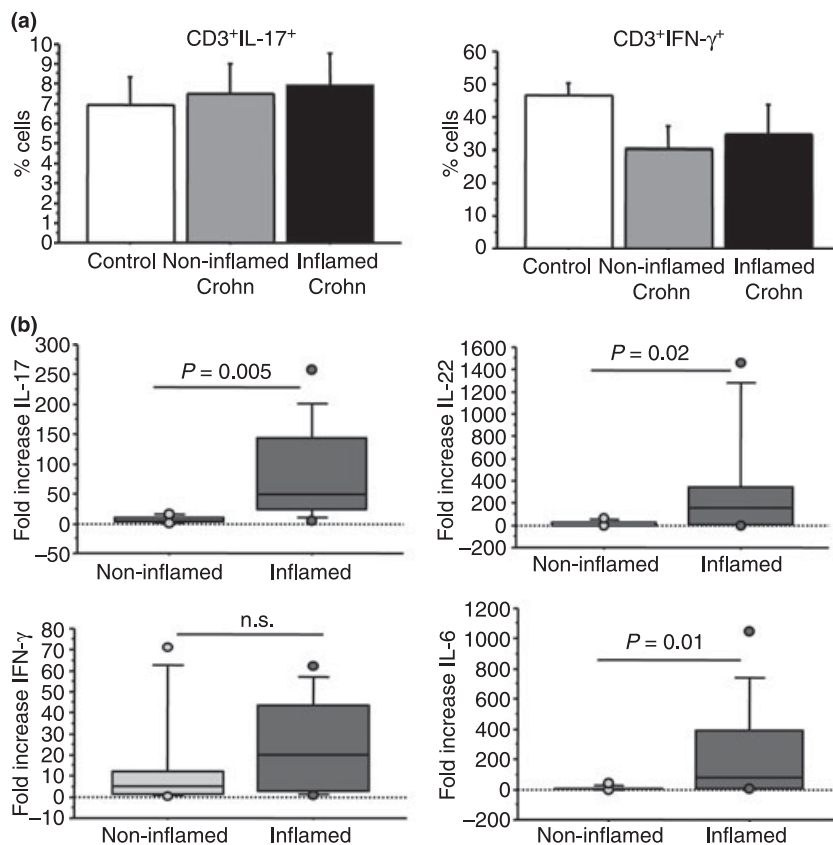 (a)
CD3+IL-17+
% cells
10
9
8
7
6
5
4
3
2
1
0
Control Non-inflamed Inflamed
Crohn Crohn
CD3+IFN-γ+
% cells
60
50
40
30
20
10
0
Control Non-inflamed Inflamed
Crohn Crohn
(b)
Fold increase IL-17
300
250
200
150
100
50
0
–50
P = 0.005
Non-inflamed Inflamed
Fold increase IL-22
1600
1400
1200
1000
800
600
400
200
0
–200
P = 0.02
Non-inflamed Inflamed
Fold increase IFN-γ
80
70
60
50
40
30
20
10
0
–10
n.s.
Non-inflamed Inflamed
Fold increase IL-6
1200
1000
800
600
400
200
0
–200
P = 0.01
Non-inflamed Inflamed